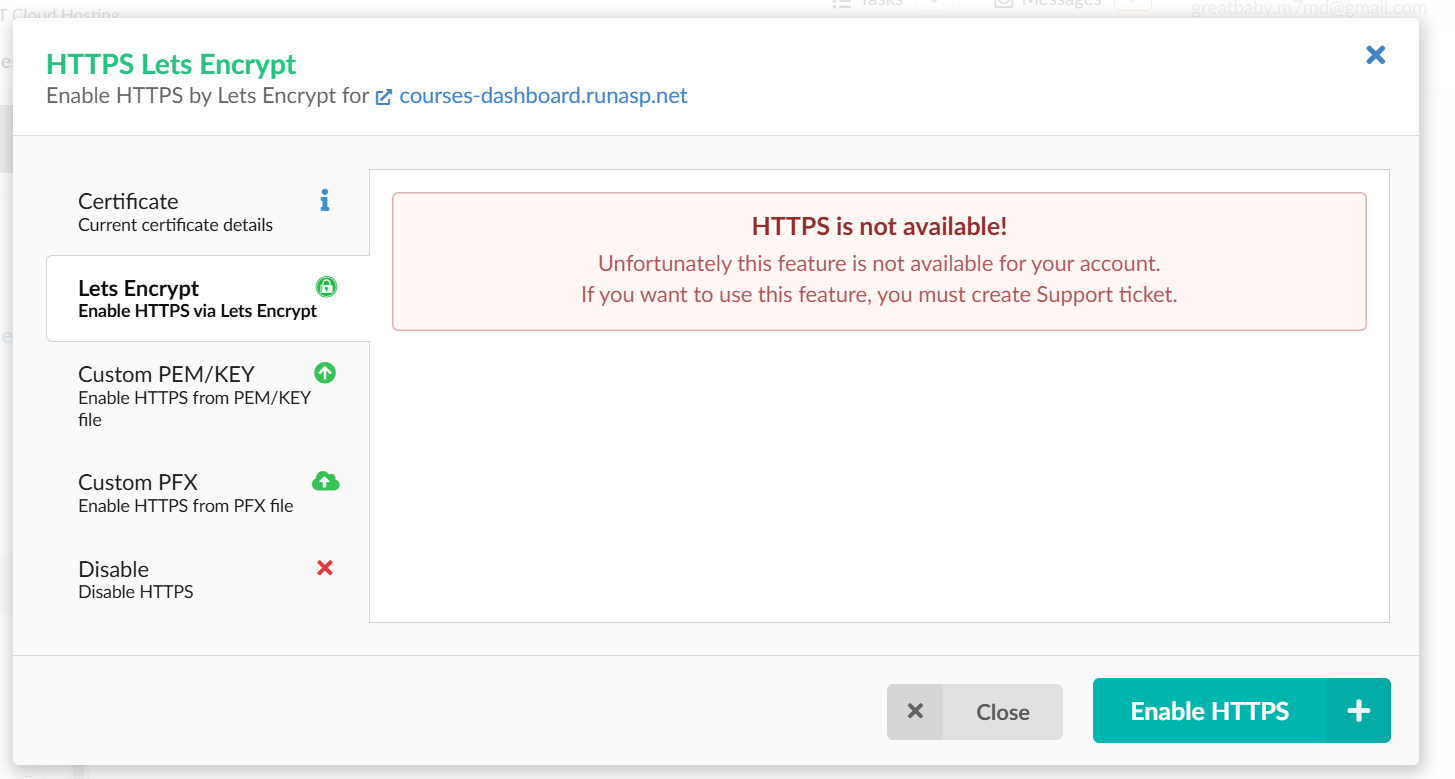 T Cloud Hosting
Tasks
Messages
greatbaby.m7md@gmail.com
HTTPS Lets Encrypt
Enable HTTPS by Lets Encrypt for courses-dashboard.runasp.net
Certificate
Current certificate details
Lets Encrypt
Enable HTTPS via Lets Encrypt
Custom PEM/KEY
Enable HTTPS from PEM/KEY
file
Custom PFX
Enable HTTPS from PFX file
Disable
Disable HTTPS
HTTPS is not available!
Unfortunately this feature is not available for your account.
If you want to use this feature, you must create Support ticket.
Close
Enable HTTPS